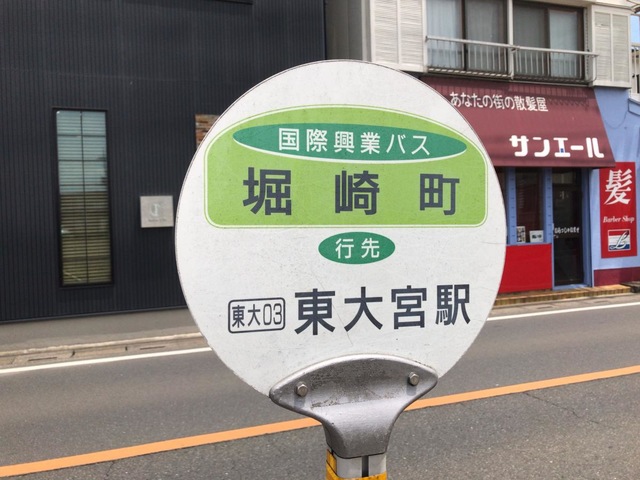 国際興業バス
堀崎町
行先
東大03 東大宮駅
あなたの街の散髪屋
サンエール
髪
Barber Shop